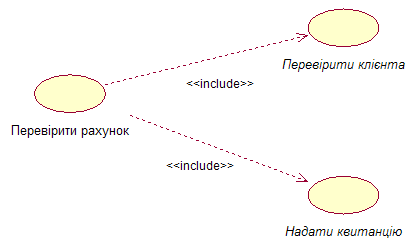 Перевірити клієнта
<<include>>
Перевірити рахунок
<<include>>
Надати квитанцію